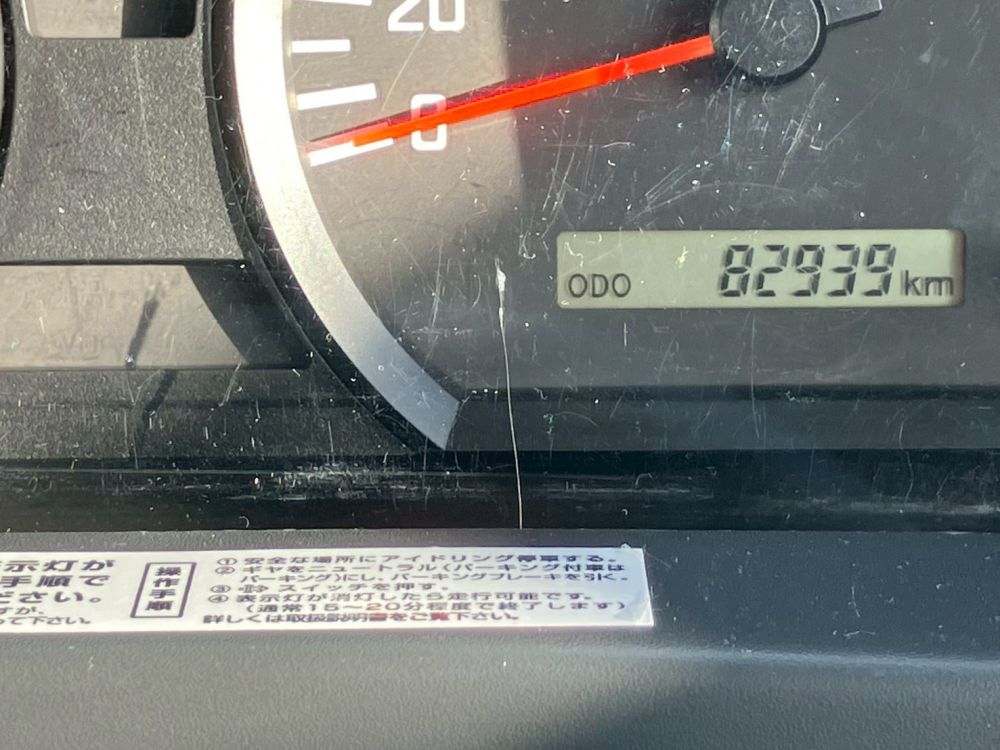 20
0
ODO 82939 km
示灯が
手順で
ださい。
すが、
って下さい。
操作手順
① 安全な場所にアイドリング停車する。
② ギヤをニュートラル(パーキング付車は
パーキング)にし、パーキングブレーキを引く。
③ スイッチを押す
④ 表示灯が消灯したら走行可能です。
(通常15〜20分程度で終了します)
詳しくは取扱説明書をご覧下さい。